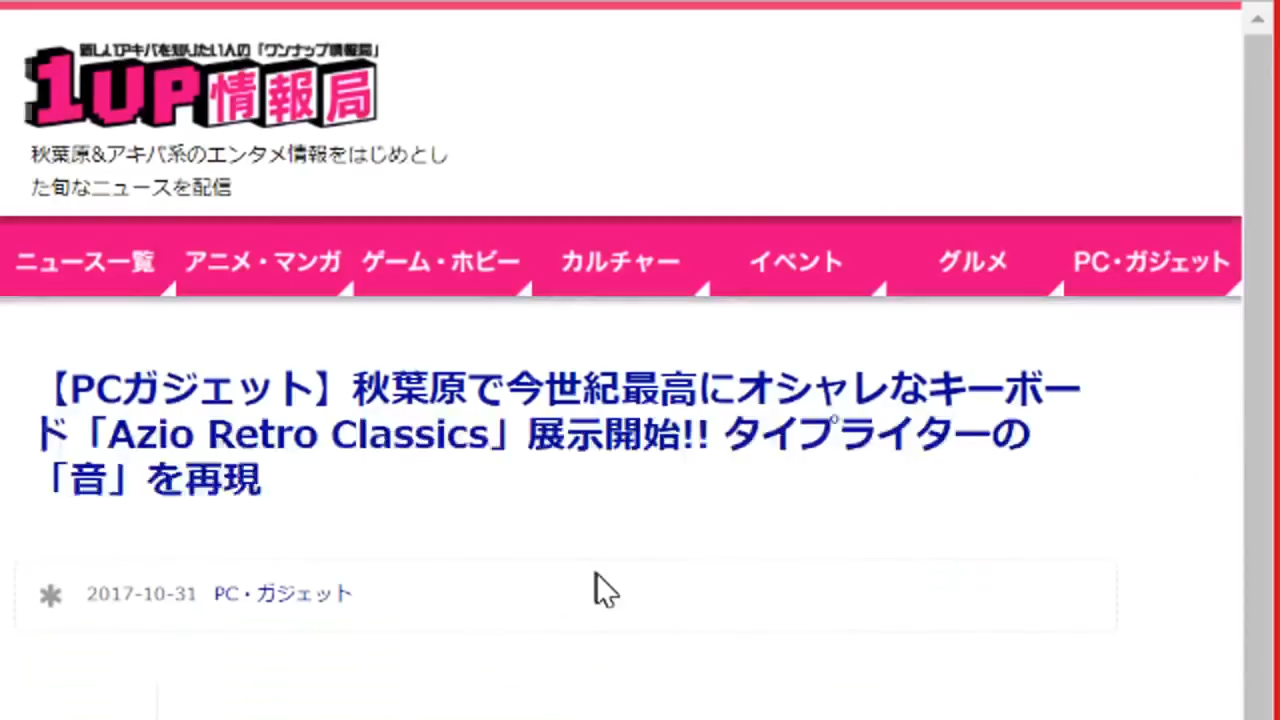 新しいアキバを知りたい人の「ワンナップ情報局」
1UP情報局
秋葉原&アキバ系のエンタメ情報をはじめとし
た旬なニュースを配信
ニュース一覧 アニメ・マンガ ゲーム・ホビー カルチャー イベント グルメ PC・ガジェット
【PCガジェット】秋葉原で今世紀最高にオシャレなキーボー
ド「Azio Retro Classics」展示開始!! タイプライターの
「音」を再現
2017-10-31 PC・ガジェット